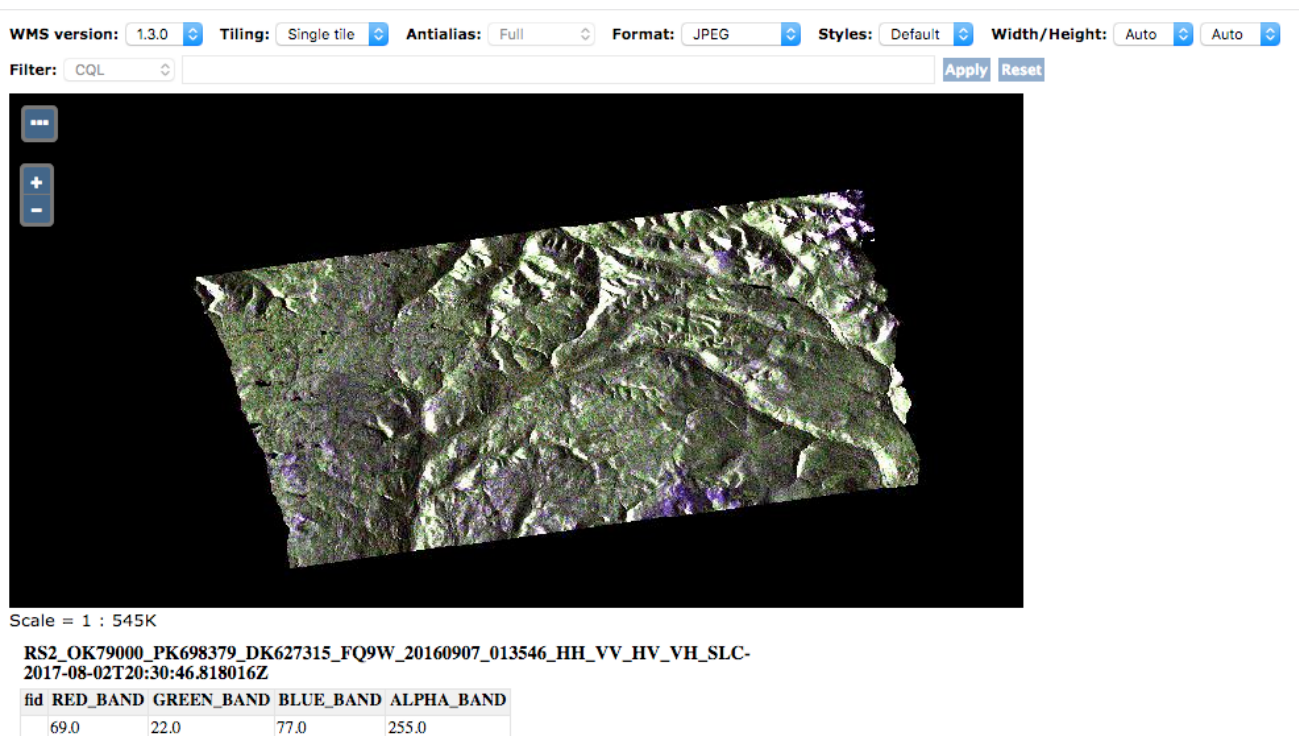 WMS version: 1.3.0 Tiling: Single tile Antialias: Full Format: JPEG Styles: Default Width/Height: Auto Auto
Filter: CQL Apply Reset
+
-
Scale = 1 : 545K
RS2_OK79000_PK698379_DK627315_FQ9W_20160907_013546_HH_VV_HV_VH_SLC-
2017-08-02T20:30:46.818016Z
fid RED_BAND GREEN_BAND BLUE_BAND ALPHA_BAND
69.0 22.0 77.0 255.0